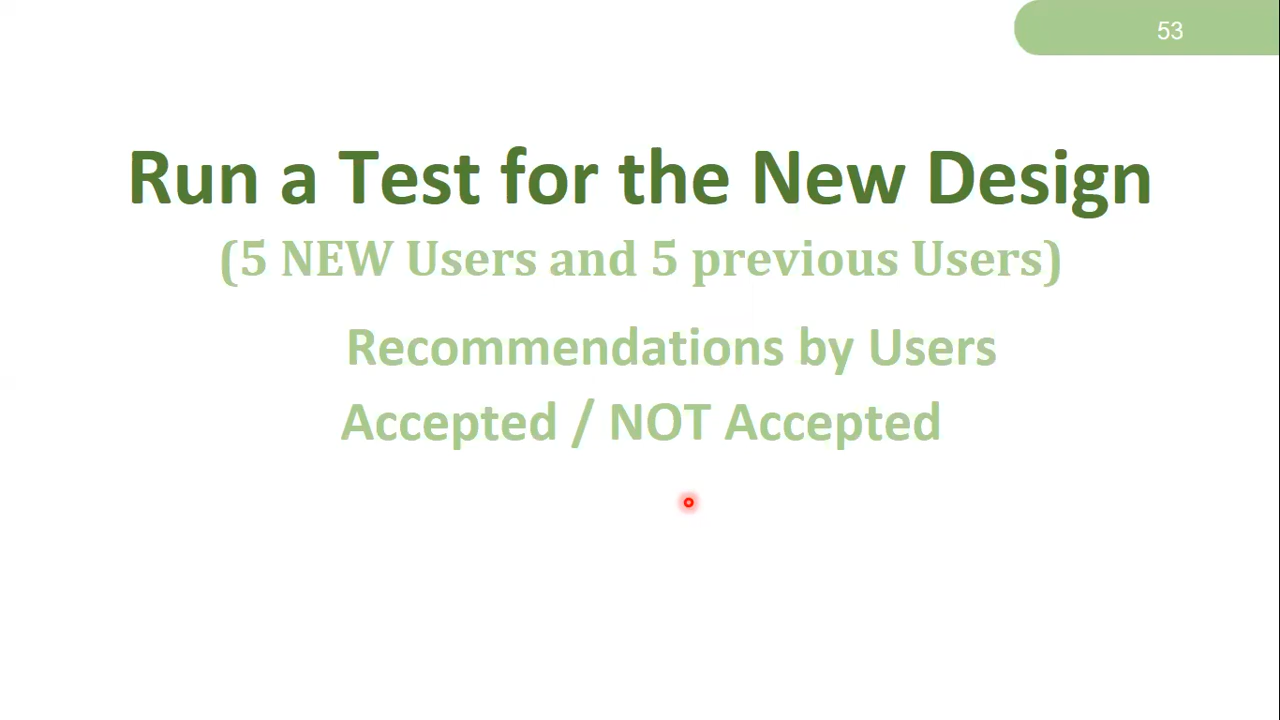 53
Run a Test for the New Design
(5 NEW Users and 5 previous Users)
Recommendations by Users
Accepted / NOT Accepted